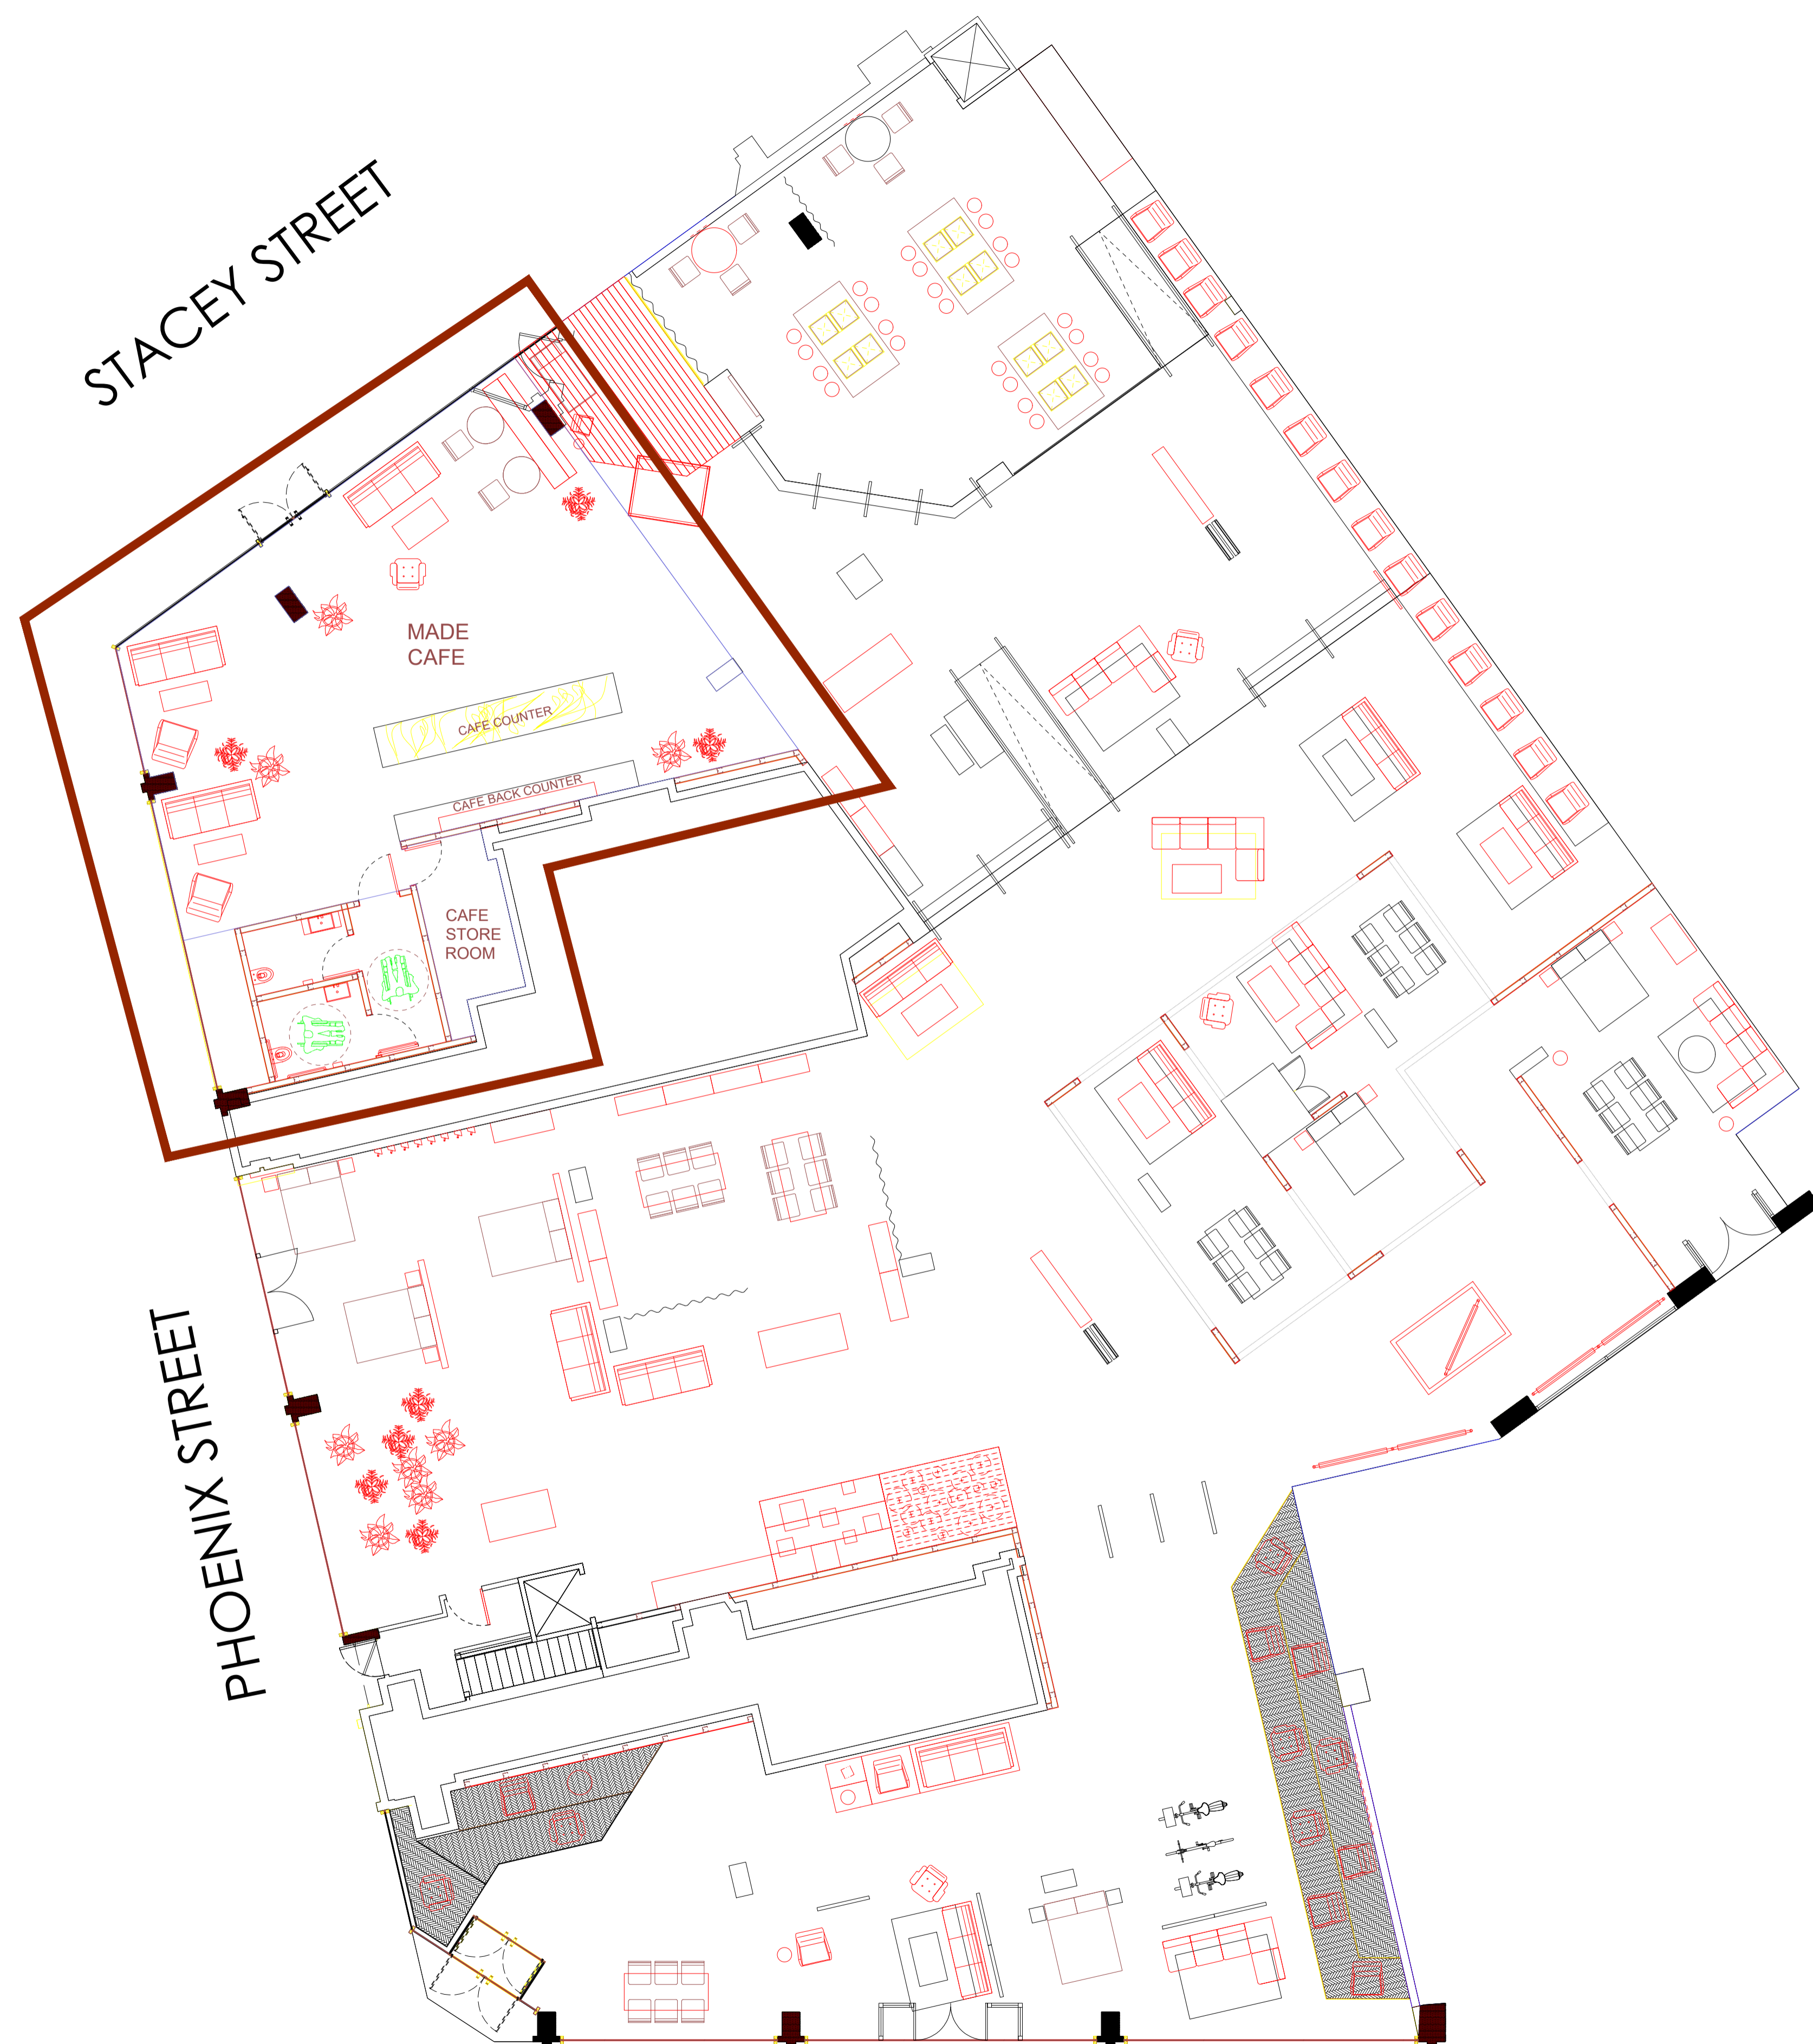 STACEY STREET
MADE
CAFE
CAFE COUNTER
CAFE BACK COUNTER
CAFE
STORE
ROOM
PHOENIX STREET